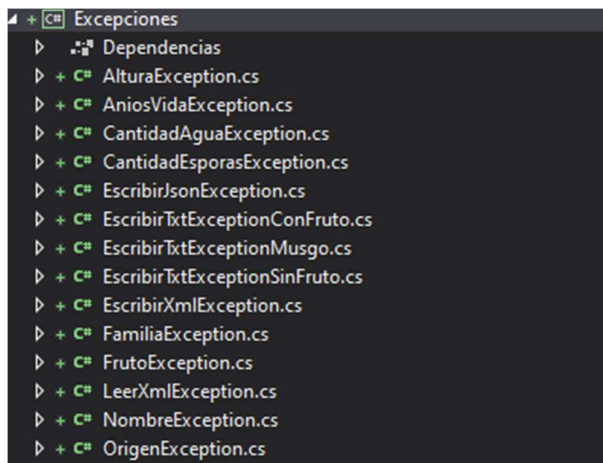 C# Excepciones
Dependencias
C# AlturaException.cs
C# AniosVidaException.cs
C# CantidadAguaException.cs
C# CantidadEsporasException.cs
C# EscribirJsonException.cs
C# EscribirTxtExceptionConFruto.cs
C# EscribirTxtExceptionMusgo.cs
C# EscribirTxtExceptionSinFruto.cs
C# EscribirXmlException.cs
C# FamiliaException.cs
C# FrutoException.cs
C# LeerXmlException.cs
C# NombreException.cs
C# OrigenException.cs